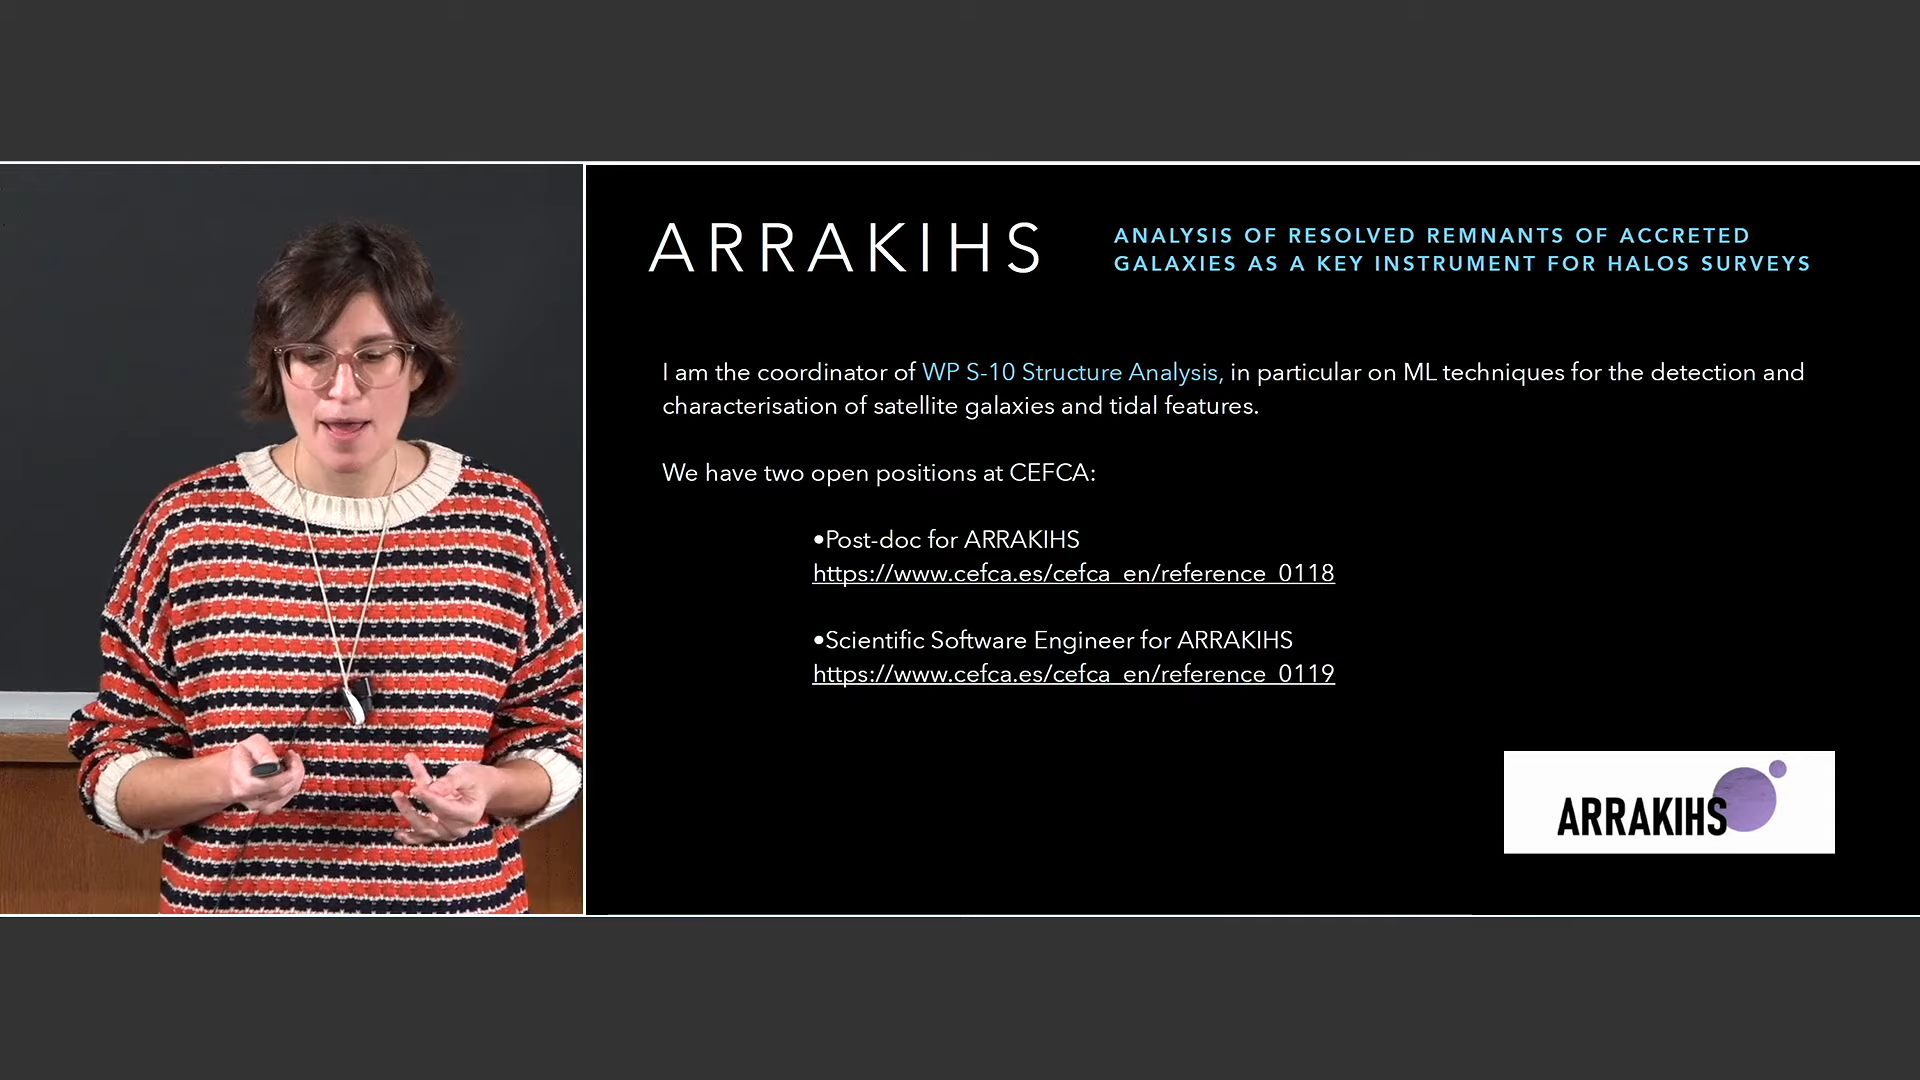 ARRAKIHS
ANALYSIS OF RESOLVED REMNANTS OF ACCRETED
GALAXIES AS A KEY INSTRUMENT FOR HALOS SURVEYS
I am the coordinator of WP S-10 Structure Analysis, in particular on ML techniques for the detection and
characterisation of satellite galaxies and tidal features.
We have two open positions at CEFCA:
•Post-doc for ARRAKIHS
https://www.cefca.es/cefca_en/reference_0118
•Scientific Software Engineer for ARRAKIHS
https://www.cefca.es/cefca_en/reference_0119
ARRAKIHS